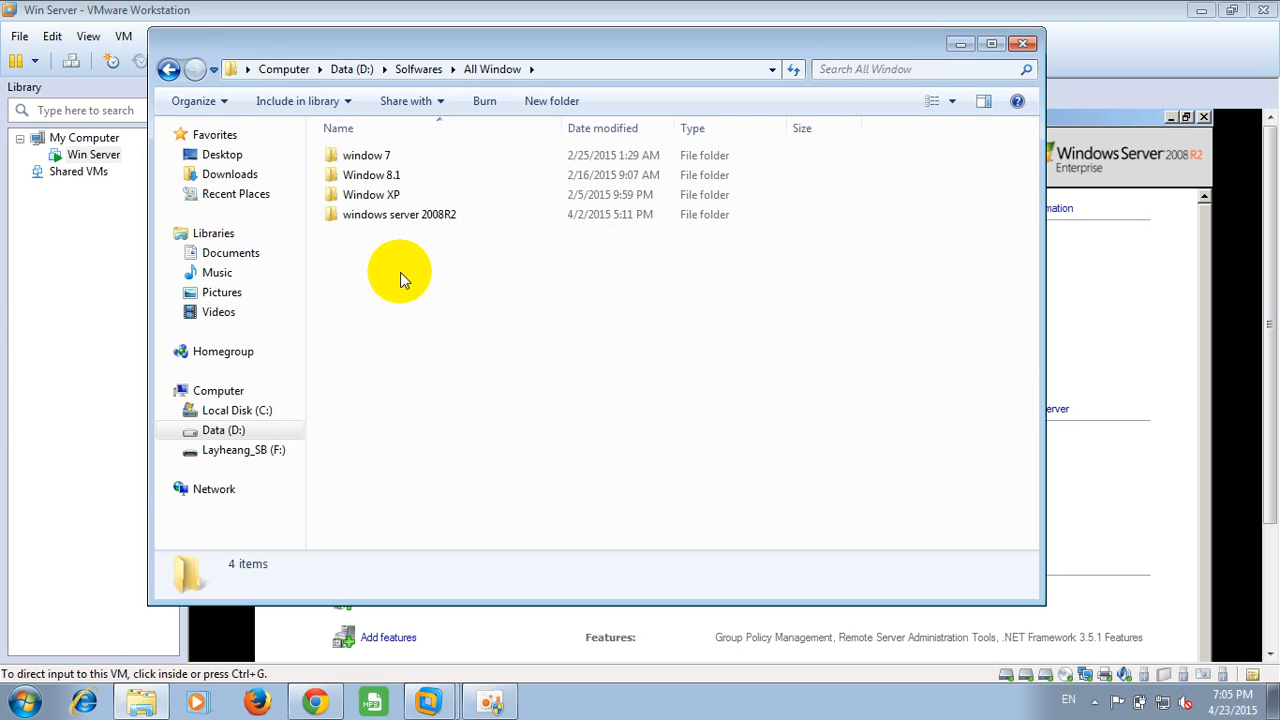 Win Server - VMware Workstation
File Edit View VM
Library
Type here to search
My Computer
Win Server
Shared VMs
Computer Data (D:) Solfwares All Window
Search All Window
Organize Include in library Share with Burn New folder
Name Date modified Type Size
window 7 2/25/2015 1:29 AM File folder
Window 8.1 2/16/2015 9:07 AM File folder
Window XP 2/5/2015 9:59 PM File folder
windows server 2008R2 4/2/2015 5:11 PM File folder
Favorites
Desktop
Downloads
Recent Places
Libraries
Documents
Music
Pictures
Videos
Homegroup
Computer
Local Disk (C:)
Data (D:)
Layheang_SB (F:)
Network
4 items
Windows Server 2008 R2
Enterprise
mation
erver
Add features Features: Group Policy Management, Remote Server Administration Tools, .NET Framework 3.5.1 Features
To direct input to this VM, click inside or press Ctrl+G.
EN
7:05 PM
4/23/2015